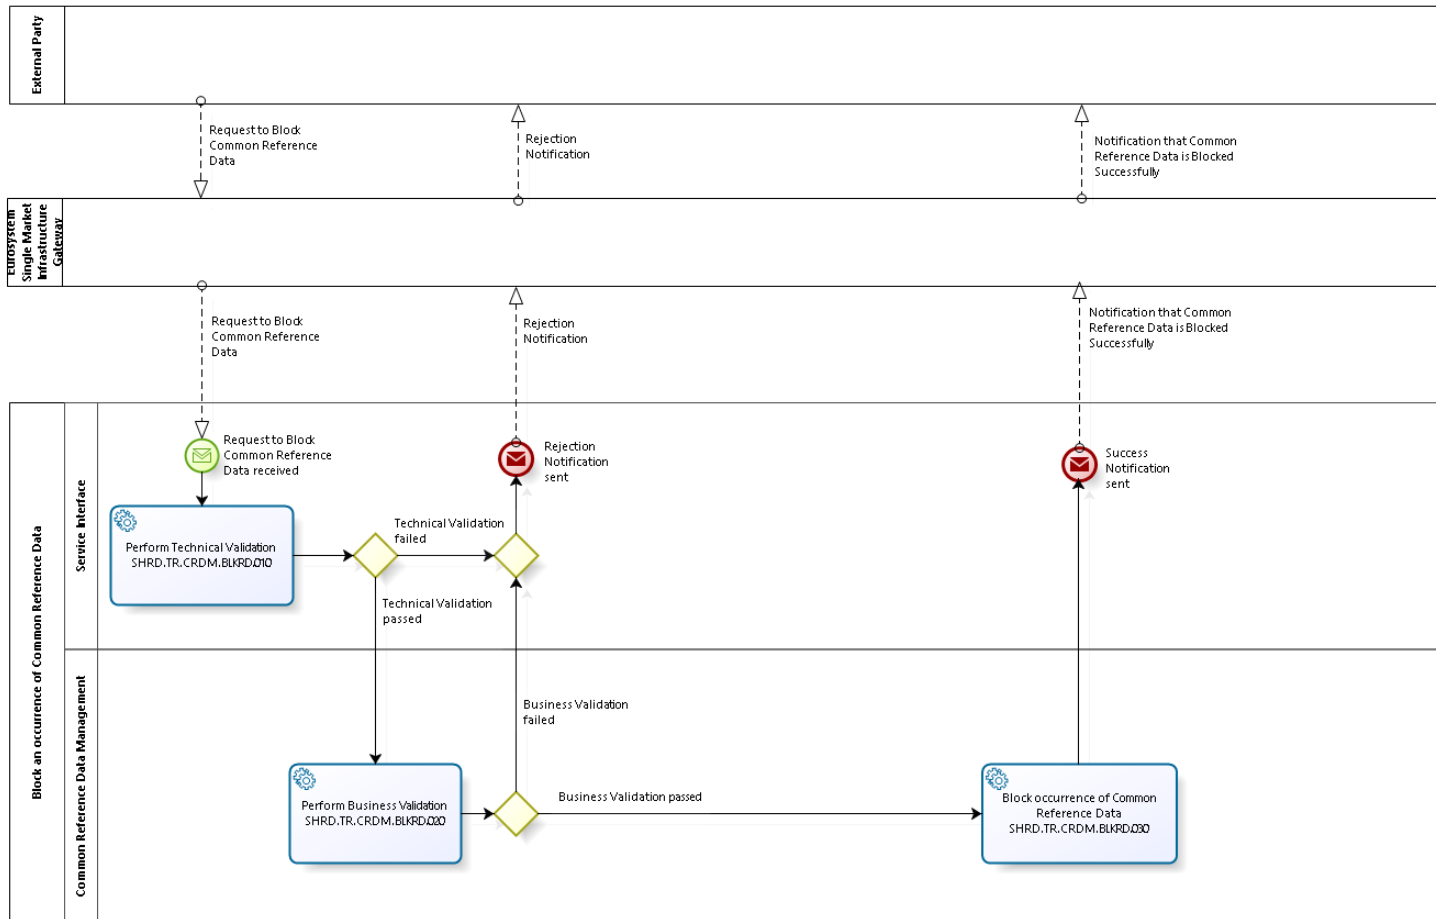 External Party
Request to Block
Common Reference
Data
Rejection
Notification
Notification that Common
Reference Data is Blocked
Successfully
Eurosystem
Single Market
Infrastructure
Gateway
Request to Block
Common Reference
Data
Rejection
Notification
Notification that Common
Reference Data is Blocked
Successfully
Block an occurrence of Common Reference Data
Service Interface
Request to Block
Common Reference
Data received
Rejection
Notification
sent
Success
Notification
sent
Perform Technical Validation
SHRD.TR.CRDM.BLKRD.010
Technical Validation
failed
Technical Validation
passed
Common Reference Data Management
Business Validation
failed
Perform Business Validation
SHRD.TR.CRDM.BLKRD.020
Business Validation passed
Block occurrence of Common
Reference Data
SHRD.TR.CRDM.BLKRD.030